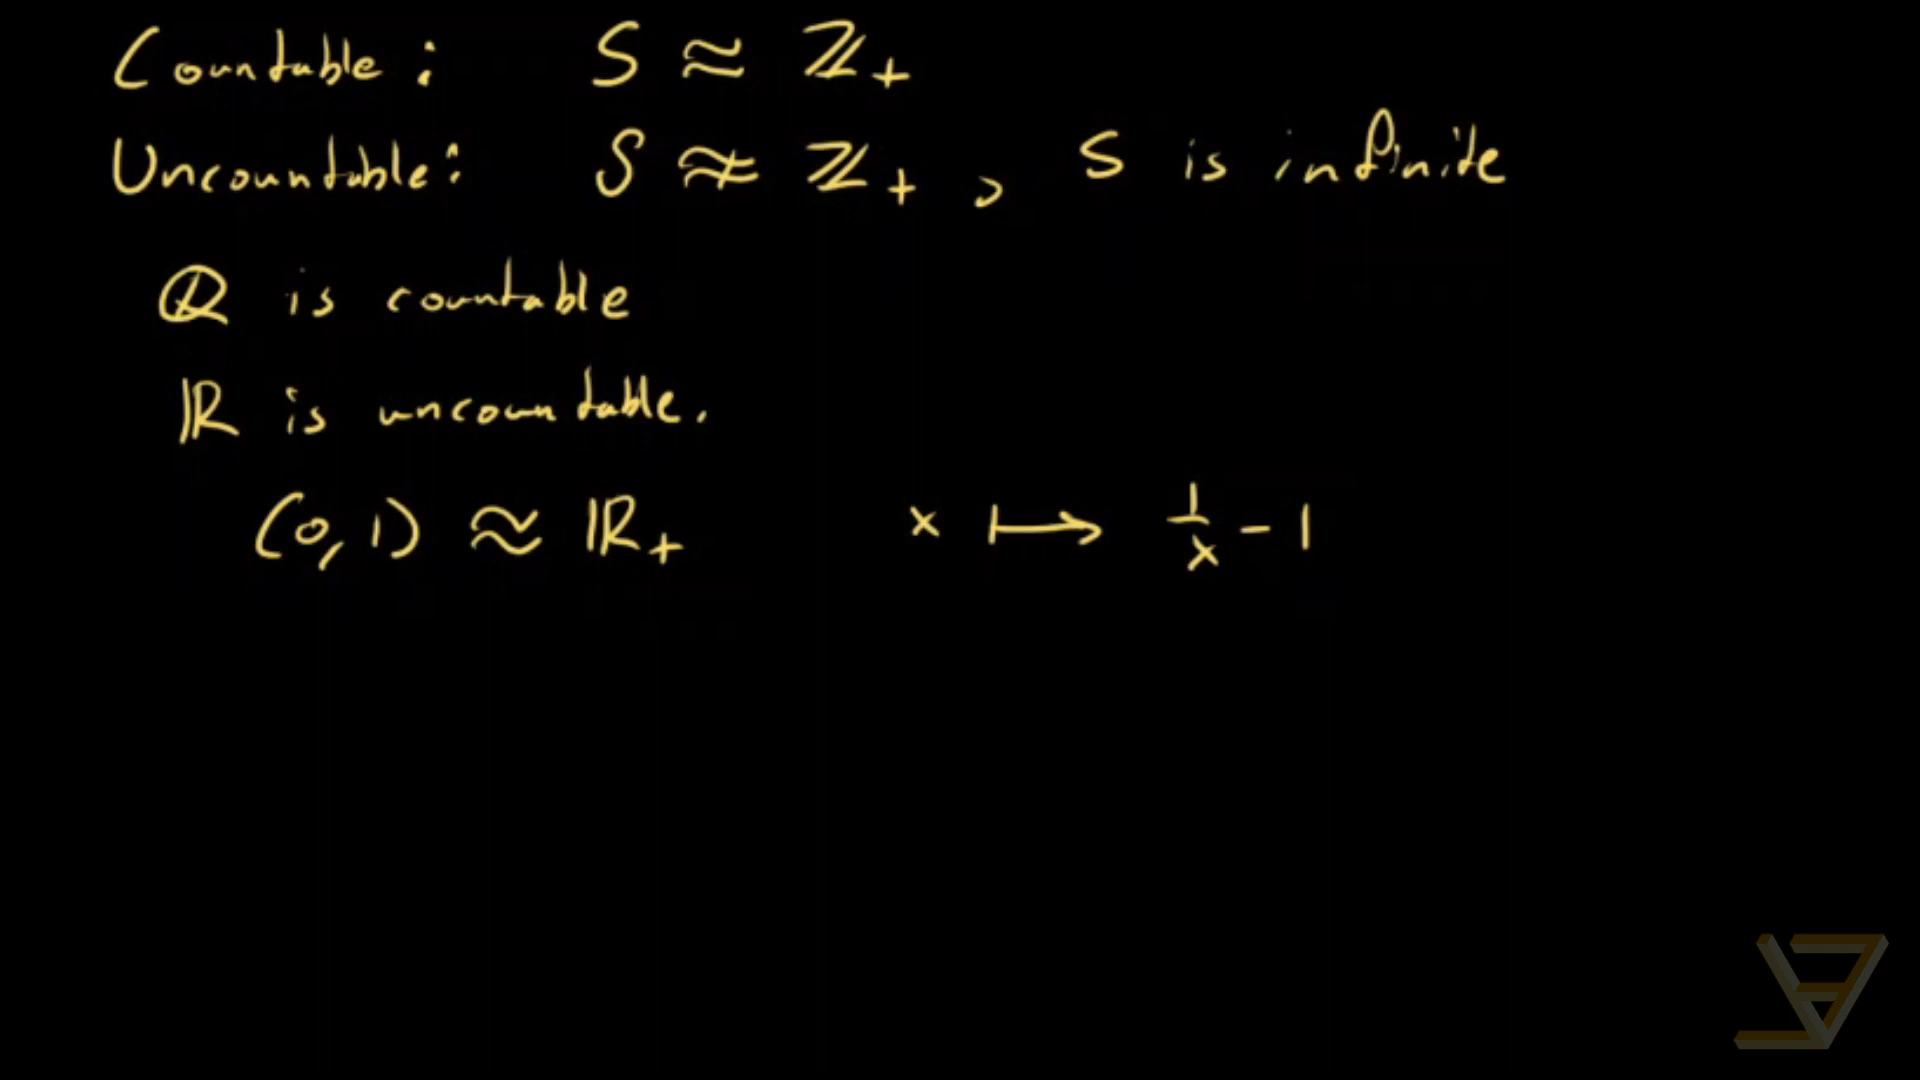 Countable: S ≈ ℤ₊
Uncountable: S ≉ ℤ₊, S is infinite
ℚ is countable
ℝ is uncountable.
(0,1) ≈ ℝ₊ x ↦ 1/x - 1